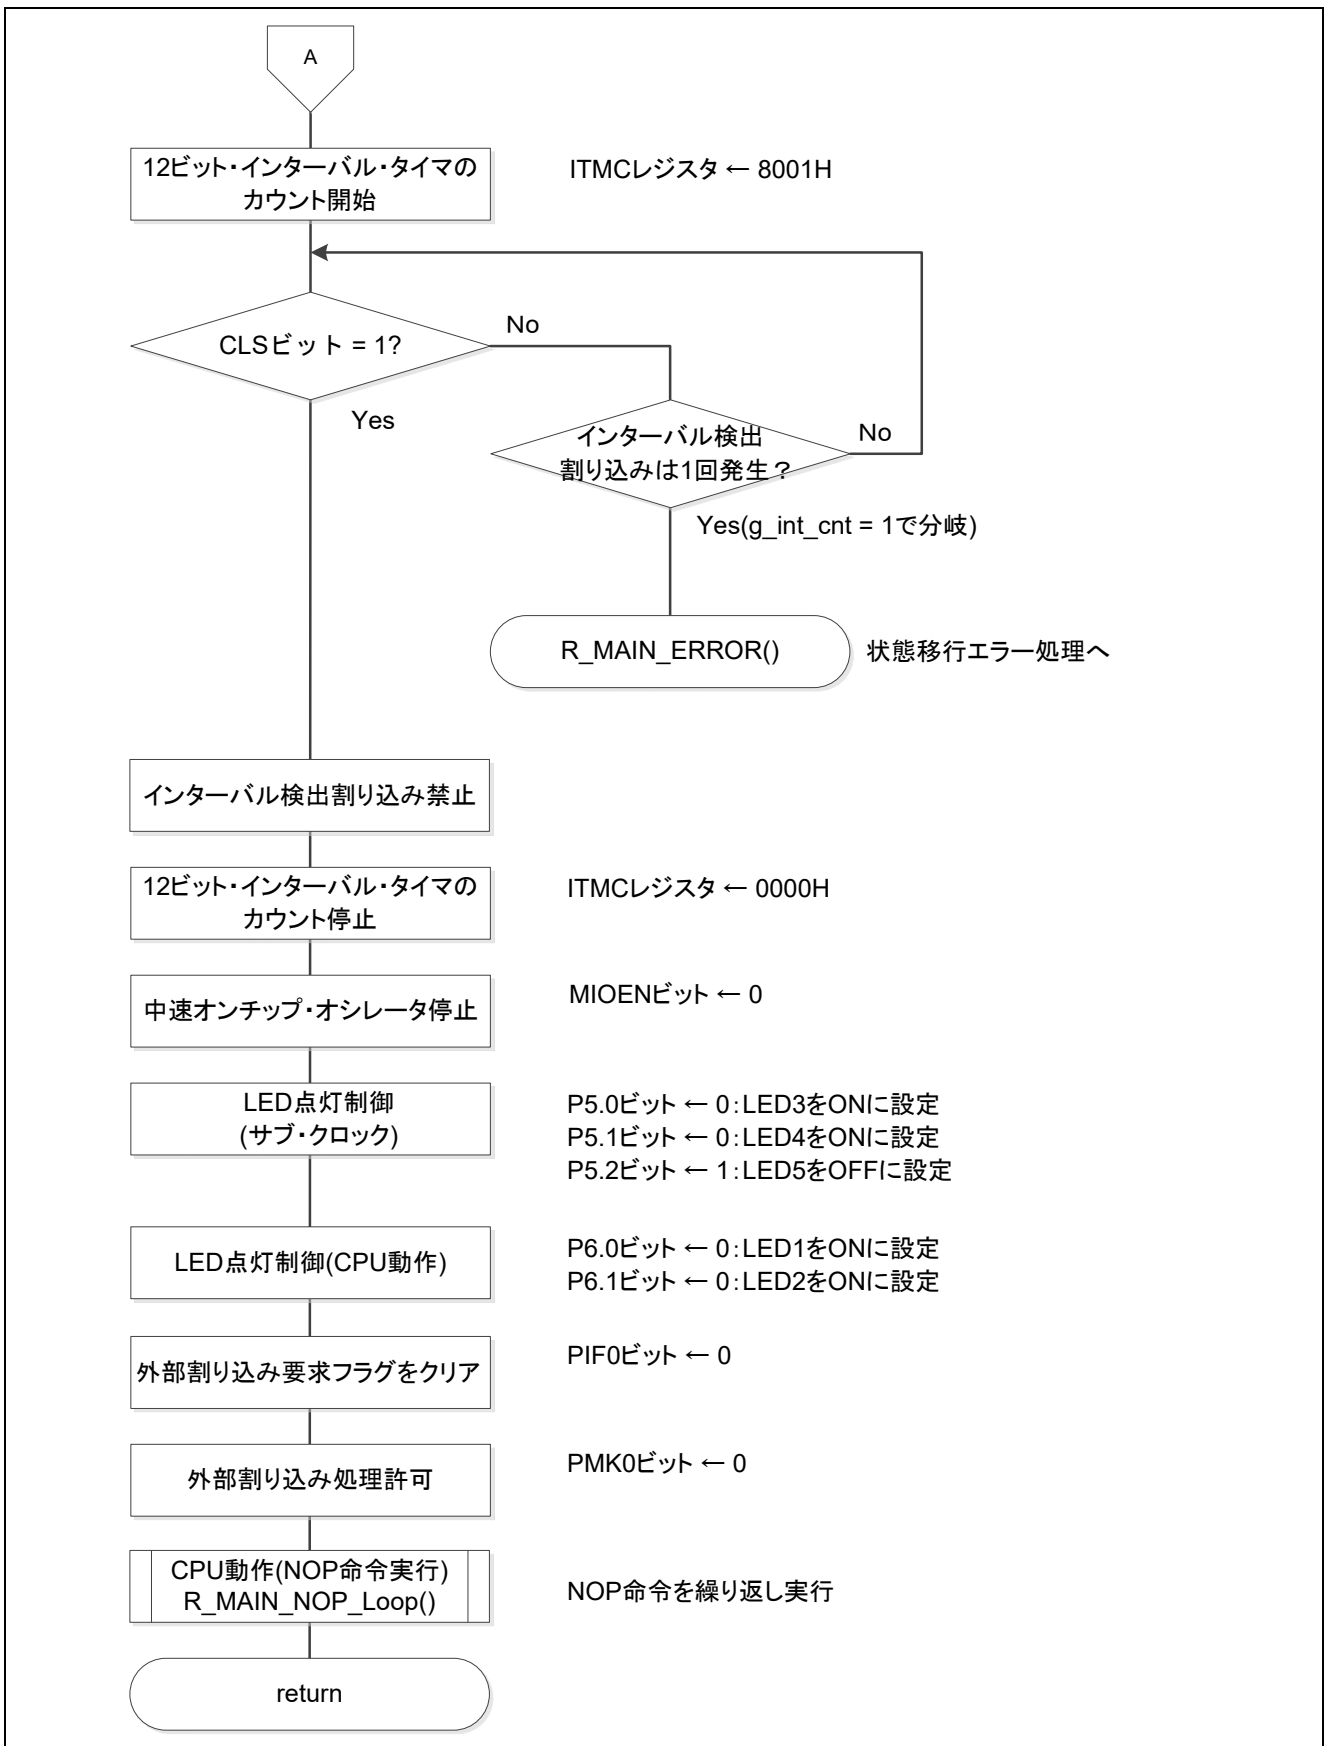 A
12ビット・インターバル・タイマの
カウント開始
ITMCレジスタ ← 8001H
CLSビット = 1?
No
Yes
インターバル検出
割り込みは1回発生？
No
Yes(g_int_cnt = 1で分岐)
R_MAIN_ERROR()
状態移行エラー処理へ
インターバル検出割り込み禁止
12ビット・インターバル・タイマの
カウント停止
ITMCレジスタ ← 0000H
中速オンチップ・オシレータ停止
MIOENビット ← 0
LED点灯制御
(サブ・クロック)
P5.0ビット ← 0：LED3をONに設定
P5.1ビット ← 0：LED4をONに設定
P5.2ビット ← 1：LED5をOFFに設定
LED点灯制御(CPU動作)
P6.0ビット ← 0：LED1をONに設定
P6.1ビット ← 0：LED2をONに設定
外部割り込み要求フラグをクリア
PIF0ビット ← 0
外部割り込み処理許可
PMK0ビット ← 0
CPU動作(NOP命令実行)
R_MAIN_NOP_Loop()
NOP命令を繰り返し実行
return